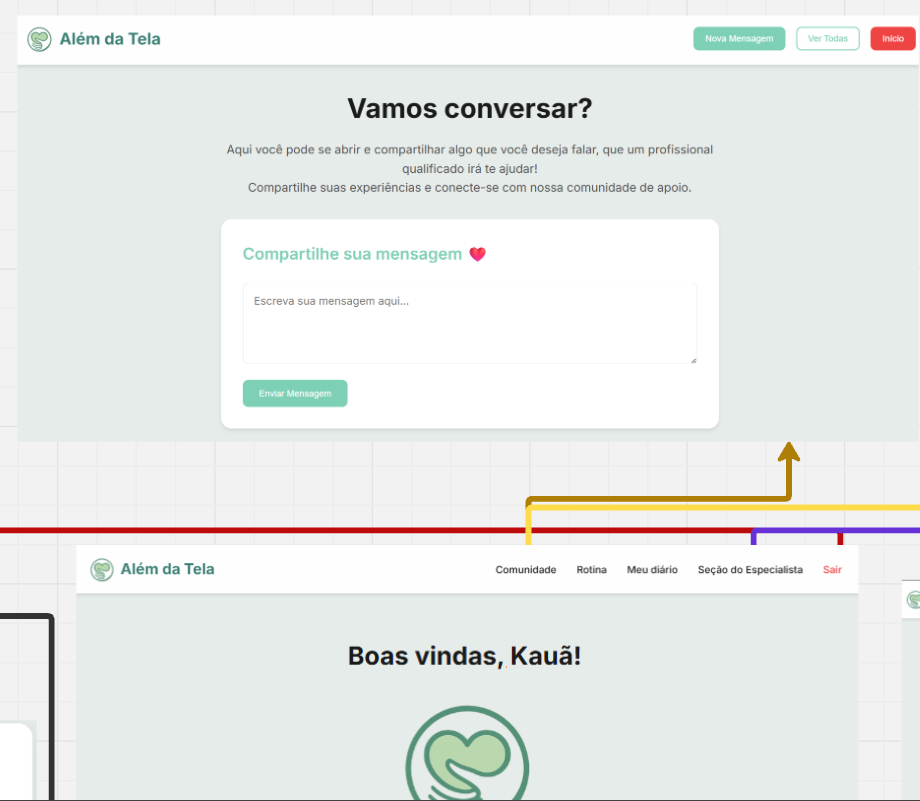 Além da Tela
Nova Mensagem
Ver Todas
Início
Vamos conversar?
Aqui você pode se abrir e compartilhar algo que você deseja falar, que um profissional
qualificado irá te ajudar!
Compartilhe suas experiências e conecte-se com nossa comunidade de apoio.
Compartilhe sua mensagem
Escreva sua mensagem aqui...
Enviar Mensagem
Além da Tela
Comunidade
Rotina
Meu diário
Seção do Especialista
Sair
Boas vindas, Kauã!